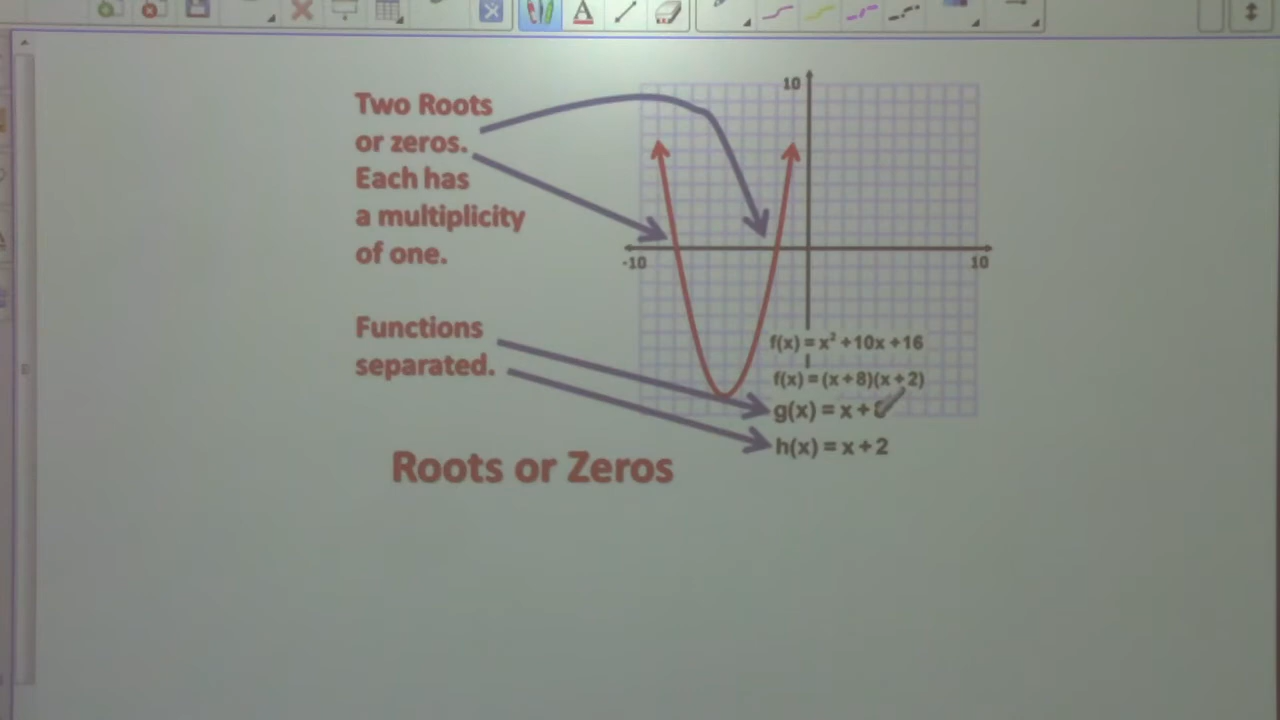 Two Roots
or zeros.
Each has
a multiplicity
of one.
10
-10
10
Functions
separated.
f(x) = x² +10x +16
f(x) = (x+8)(x+2)
g(x) = x+8
h(x) = x+2
Roots or Zeros